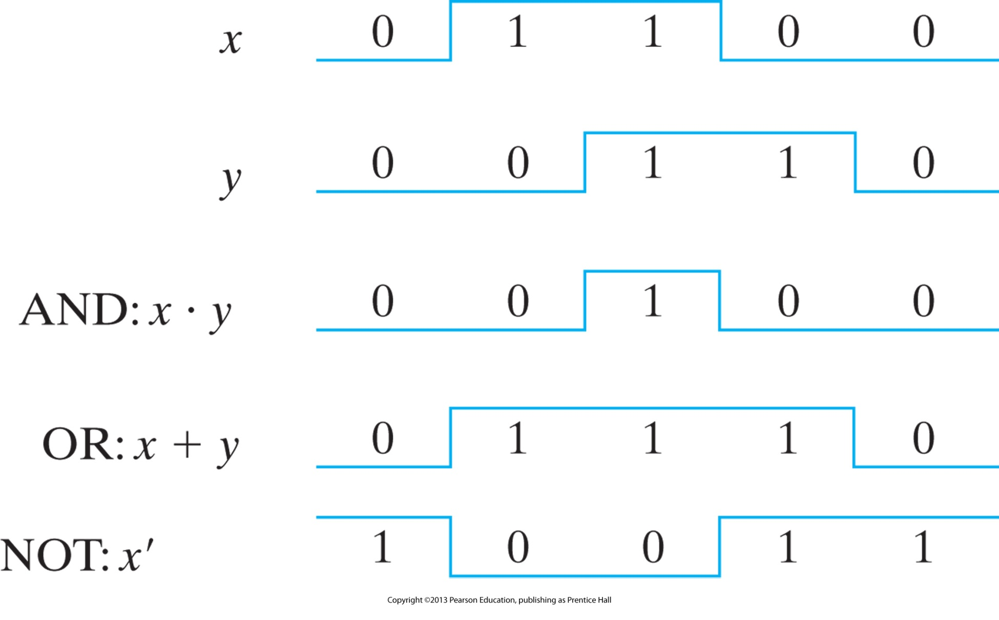 x 0 1 1 0 0
y 0 0 1 1 0
AND: x · y 0 0 1 0 0
OR: x + y 0 1 1 1 0
NOT: x′ 1 0 0 1 1
Copyright ©2013 Pearson Education, publishing as Prentice Hall